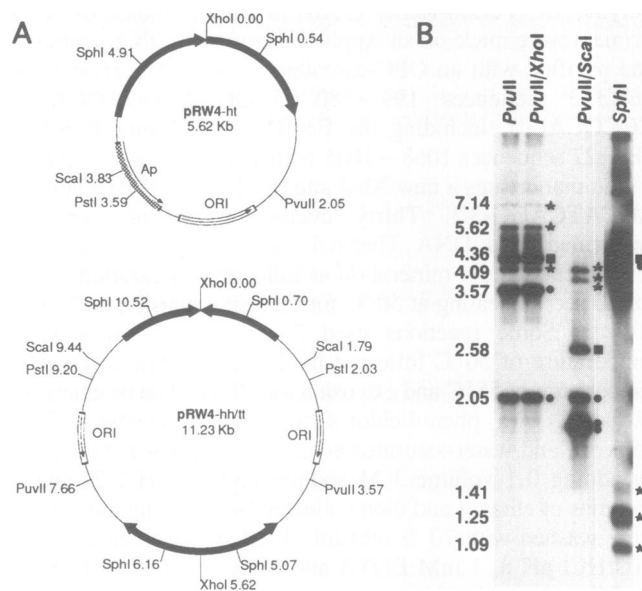 A
XhoI 0.00
SphI 4.91
SphI 0.54
pRW4-ht
5.62 Kb
Ap
ScaI 3.83
PstI 3.59
ORI
PvuII 2.05
XhoI 0.00
SphI 10.52
SphI 0.70
ScaI 9.44
ScaI 1.79
PstI 9.20
PstI 2.03
pRW4-hh/tt
11.23 Kb
ORI
ORI
PuvII 7.66
PvuII 3.57
SphI 6.16
SphI 5.07
XhoI 5.62
B
PvuII
PvuII/XhoI
PvuII/ScaI
SphI
7.14
5.62
4.36
4.09
3.57
2.58
2.05
1.41
1.25
1.09